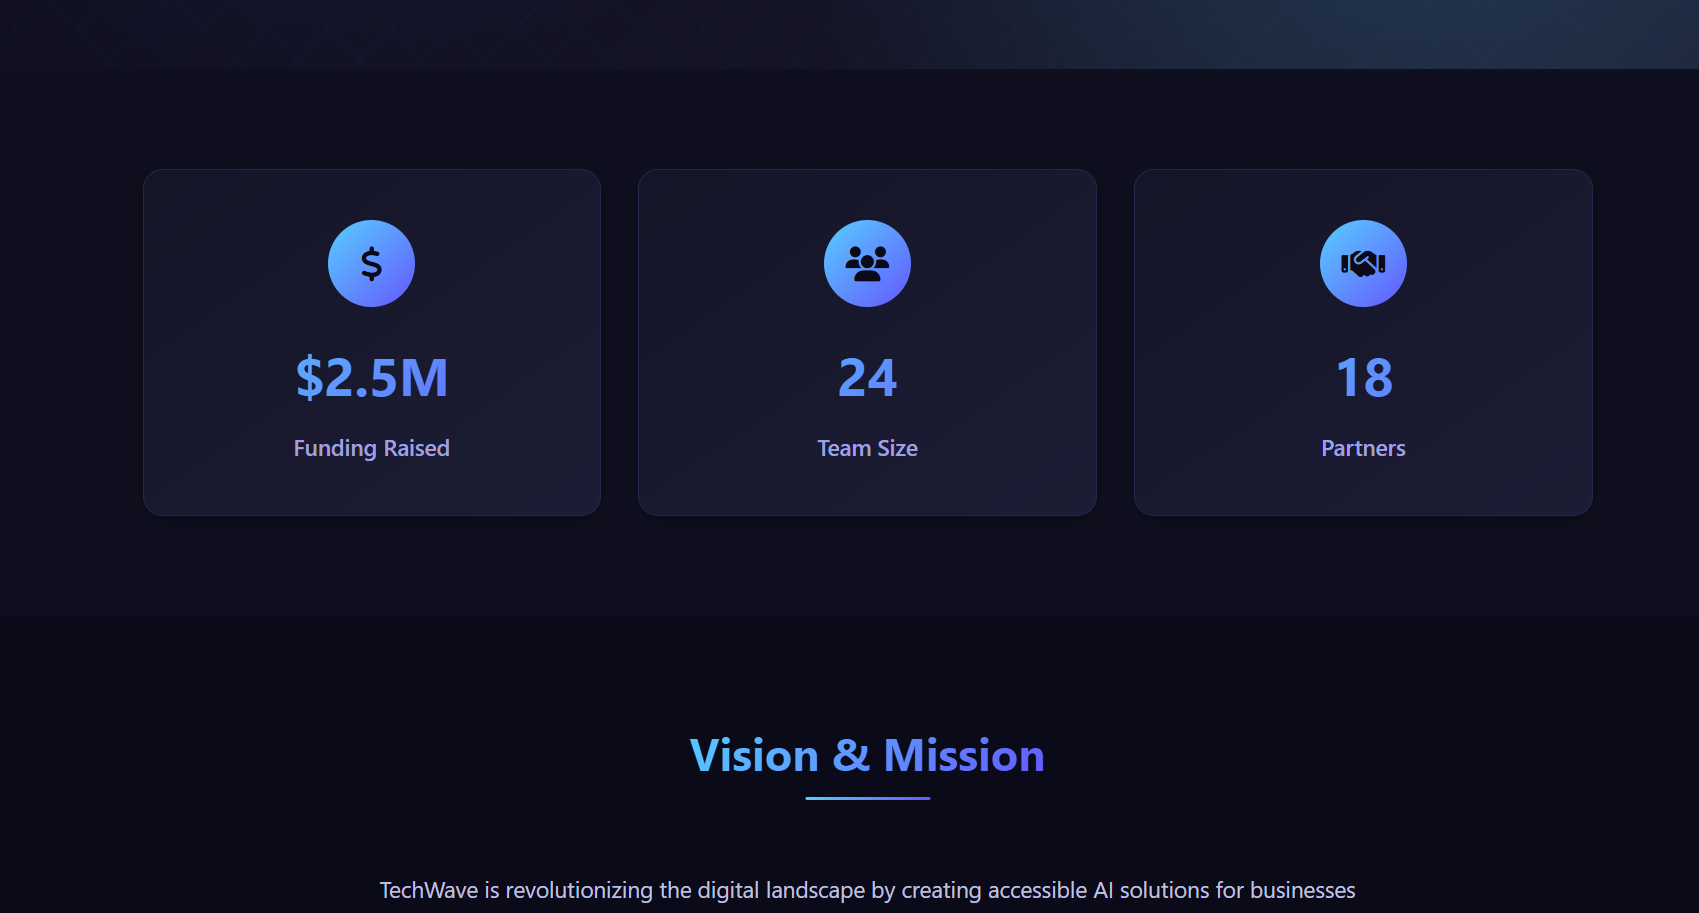 $2.5M
Funding Raised
24
Team Size
18
Partners
Vision & Mission
TechWave is revolutionizing the digital landscape by creating accessible AI solutions for businesses